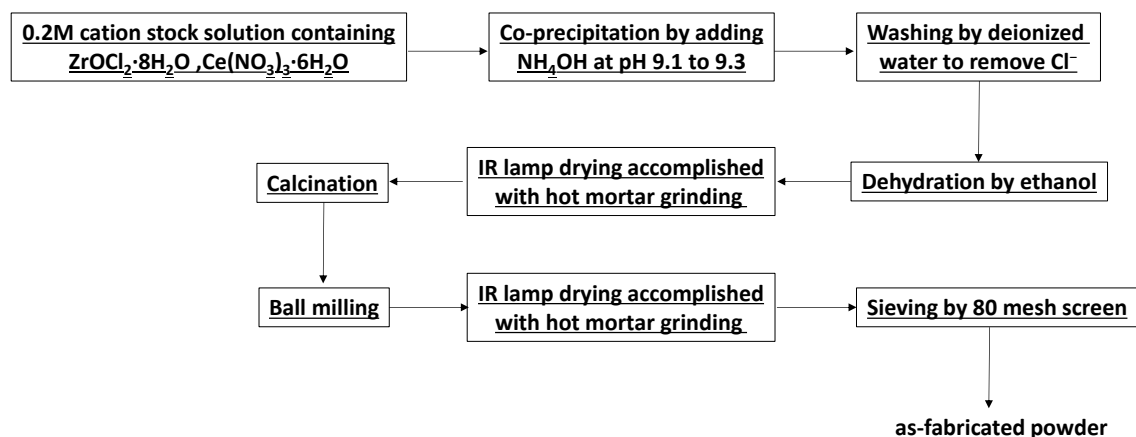 0.2M cation stock solution containing
ZrOCl₂·8H₂O ,Ce(NO₃)₃·6H₂O
Co-precipitation by adding
NH₄OH at pH 9.1 to 9.3
Washing by deionized
water to remove Cl⁻
Dehydration by ethanol
IR lamp drying accomplished
with hot mortar grinding
Calcination
Ball milling
IR lamp drying accomplished
with hot mortar grinding
Sieving by 80 mesh screen
as-fabricated powder